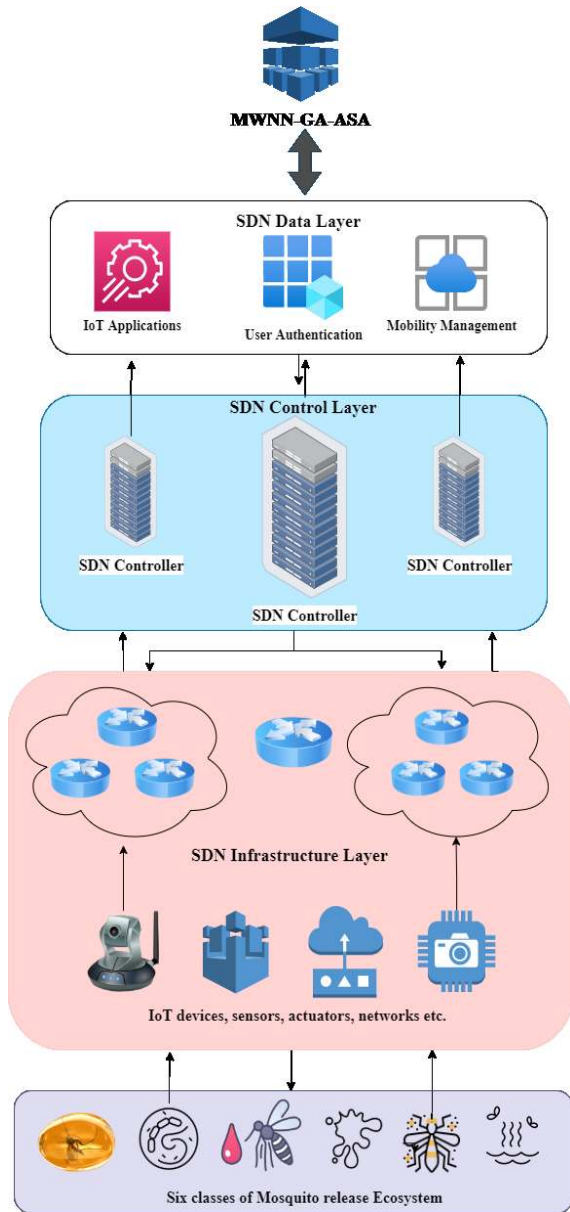 MWNN-GA-ASA
SDN Data Layer
IoT Applications
User Authentication
Mobility Management
SDN Control Layer
SDN Controller
SDN Controller
SDN Controller
SDN Infrastructure Layer
IoT devices, sensors, actuators, networks etc.
Six classes of Mosquito release Ecosystem